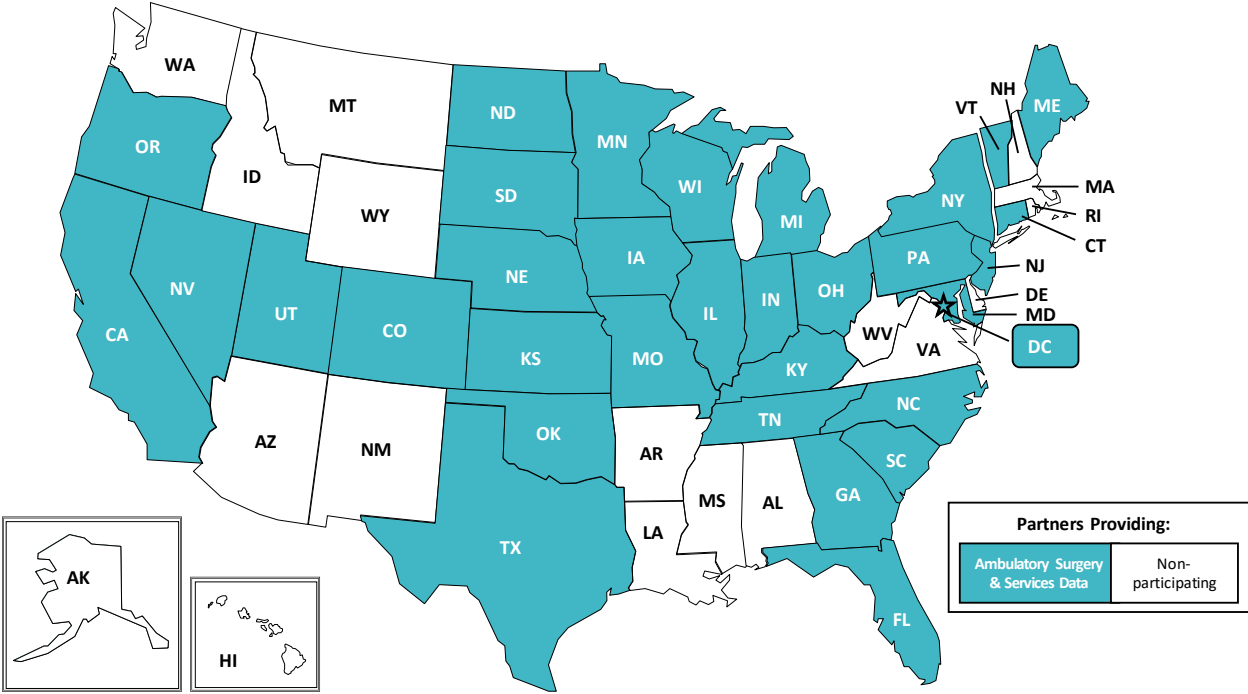 WA
MT
ND
MN
OR
ID
WY
SD
WI
MI
NH
VT
ME
NY
MA
RI
CT
NV
UT
CO
NE
IA
IL
IN
OH
PA
NJ
DE
MD
DC
CA
KS
MO
KY
WV
VA
AZ
NM
OK
AR
TN
NC
SC
TX
LA
MS
AL
GA
FL
AK
HI
Partners Providing:
Ambulatory Surgery
& Services Data
Non-
participating